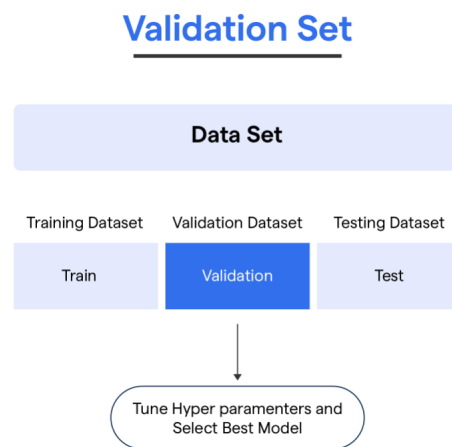 Validation Set
Data Set
Training Dataset Validation Dataset Testing Dataset
Train Validation Test
Tune Hyper paramenters and
Select Best Model